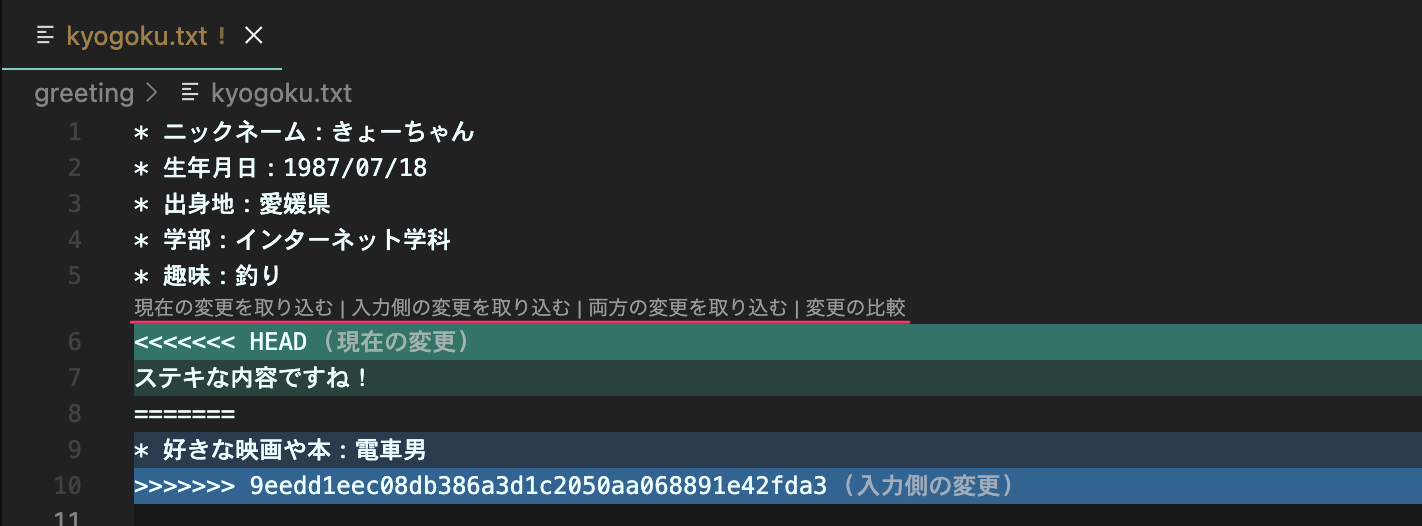 kyogoku.txt !
greeting > kyogoku.txt
1 * ニックネーム：きょーちゃん
2 * 生年月日：1987/07/18
3 * 出身地：愛媛県
4 * 学部：インターネット学科
5 * 趣味：釣り
現在の変更を取り込む | 入力側の変更を取り込む | 両方の変更を取り込む | 変更の比較
6 <<<<<<< HEAD（現在の変更）
7 ステキな内容ですね！
8 =======
9 * 好きな映画や本：電車男
10 >>>>>>> 9eedd1eec08db386a3d1c2050aa068891e42fda3（入力側の変更）
11